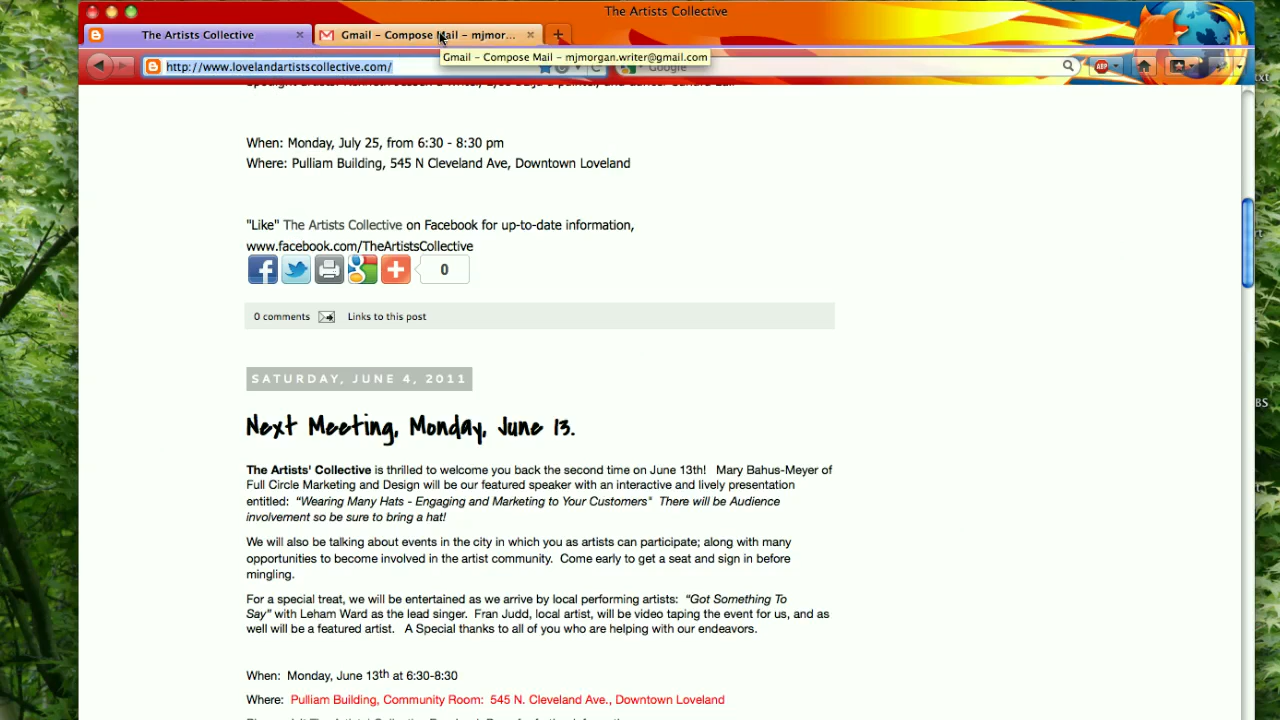 The Artists Collective
The Artists Collective
Gmail – Compose Mail – mjmor...
Gmail – Compose Mail – mjmorgan.writer@gmail.com
http://www.lovelandartistscollective.com/
Google
ABP
When: Monday, July 25, from 6:30 - 8:30 pm
Where: Pulliam Building, 545 N Cleveland Ave, Downtown Loveland
"Like" The Artists Collective on Facebook for up-to-date information,
www.facebook.com/TheArtistsCollective
0
0 comments Links to this post
SATURDAY, JUNE 4, 2011
Next Meeting, Monday, June 13.
The Artists' Collective is thrilled to welcome you back the second time on June 13th! Mary Bahus-Meyer of
Full Circle Marketing and Design will be our featured speaker with an interactive and lively presentation
entitled: “Wearing Many Hats - Engaging and Marketing to Your Customers" There will be Audience
involvement so be sure to bring a hat!
We will also be talking about events in the city in which you as artists can participate; along with many
opportunities to become involved in the artist community. Come early to get a seat and sign in before
mingling.
For a special treat, we will be entertained as we arrive by local performing artists: “Got Something To
Say” with Leham Ward as the lead singer. Fran Judd, local artist, will be video taping the event for us, and as
well will be a featured artist. A Special thanks to all of you who are helping with our endeavors.
When: Monday, June 13th at 6:30-8:30
Where: Pulliam Building, Community Room: 545 N. Cleveland Ave., Downtown Loveland